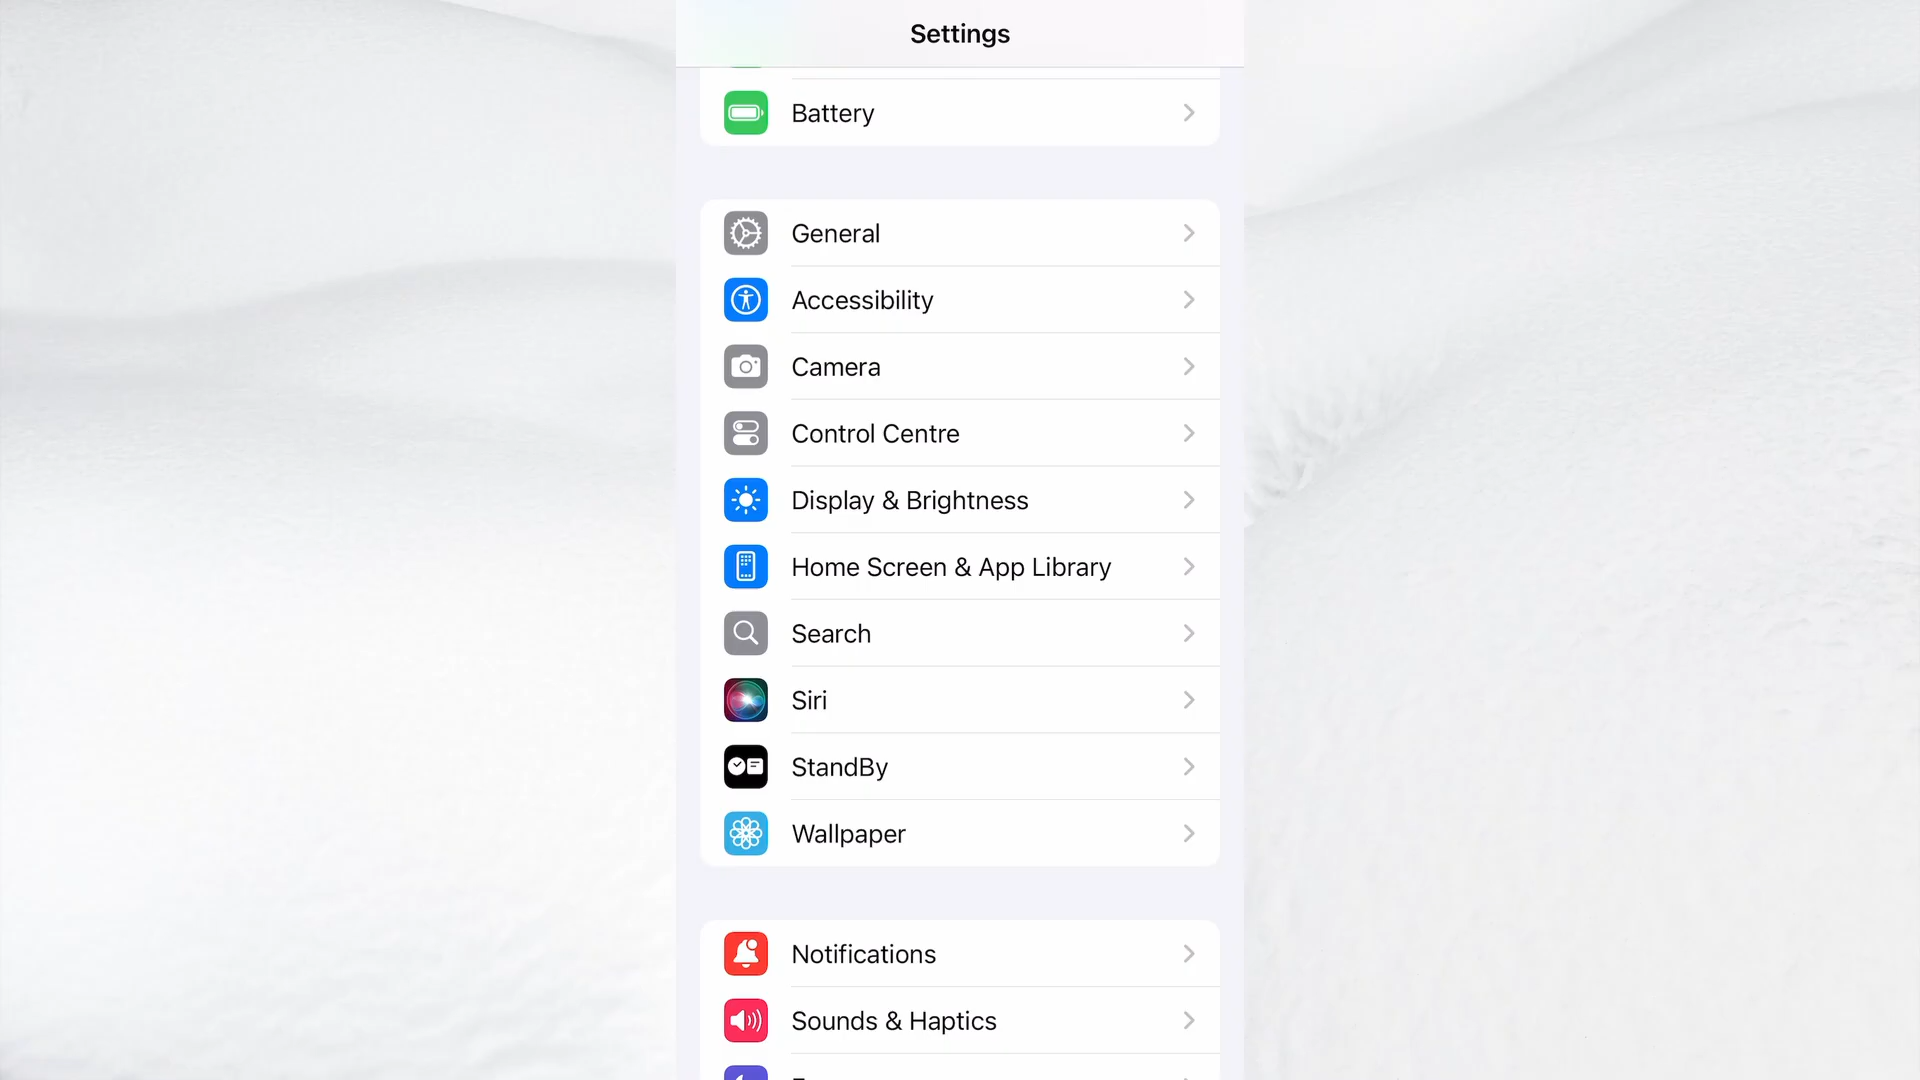 Settings
Battery
General
Accessibility
Camera
Control Centre
Display & Brightness
Home Screen & App Library
Search
Siri
StandBy
Wallpaper
Notifications
Sounds & Haptics